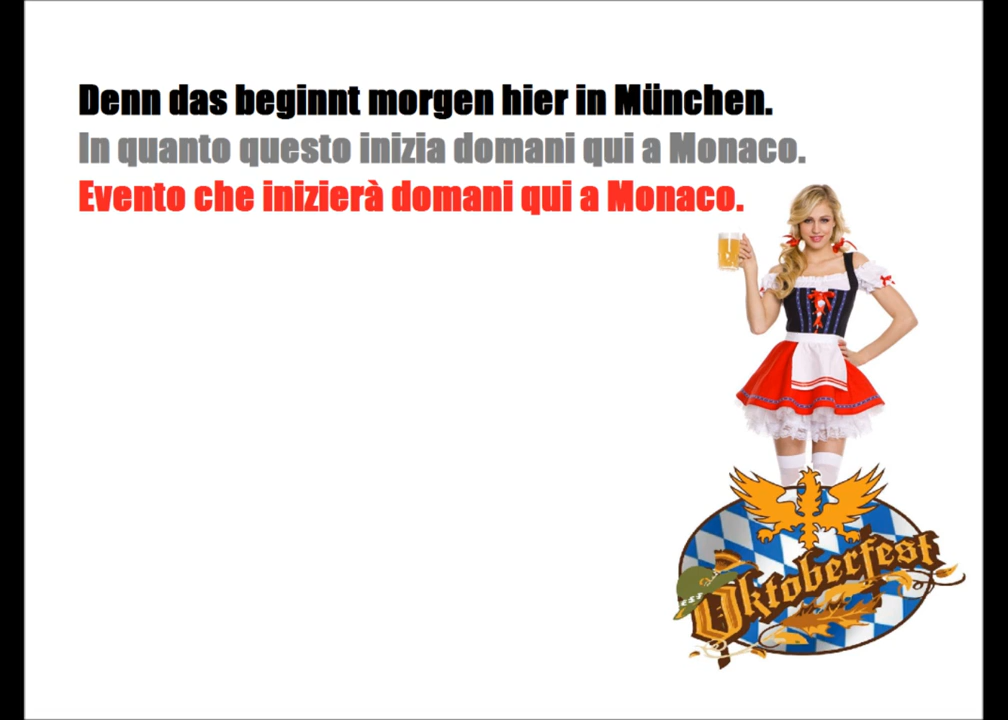 Denn das beginnt morgen hier in München.
In quanto questo inizia domani qui a Monaco.
Evento che inizierà domani qui a Monaco.
Oktoberfest